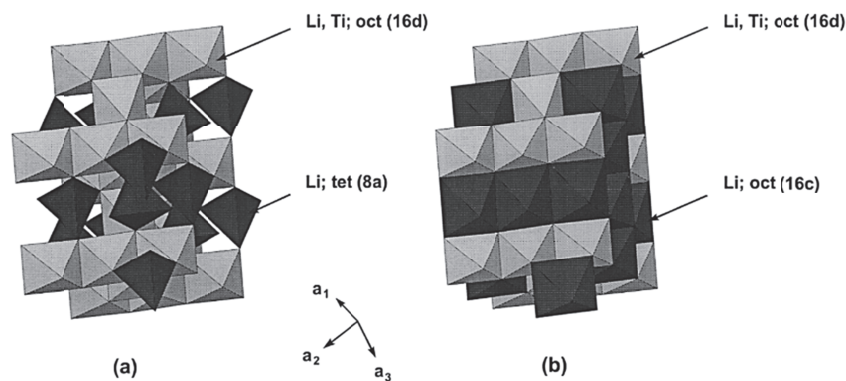 Li, Ti; oct (16d)
Li, Ti; oct (16d)
Li; tet (8a)
Li; oct (16c)
a1
a2
a3
(a)
(b)